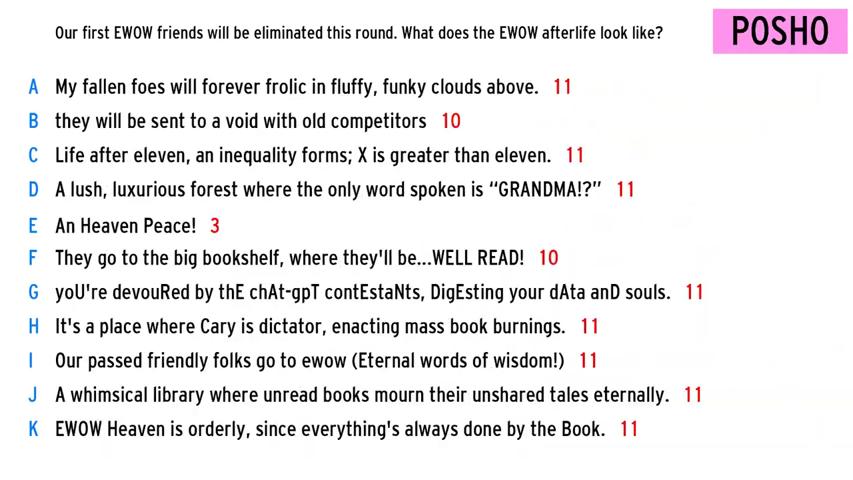 Our first EWOW friends will be eliminated this round. What does the EWOW afterlife look like?
POSHO
A My fallen foes will forever frolic in fluffy, funky clouds above. 11
B they will be sent to a void with old competitors 10
C Life after eleven, an inequality forms; X is greater than eleven. 11
D A lush, luxurious forest where the only word spoken is “GRANDMA!?” 11
E An Heaven Peace! 3
F They go to the big bookshelf, where they'll be...WELL READ! 10
G yoU're devouRed by thE chAt-gpT contEstaNts, DigEsting your dAta anD souls. 11
H It's a place where Cary is dictator, enacting mass book burnings. 11
I Our passed friendly folks go to ewow (Eternal words of wisdom!) 11
J A whimsical library where unread books mourn their unshared tales eternally. 11
K EWOW Heaven is orderly, since everything's always done by the Book. 11